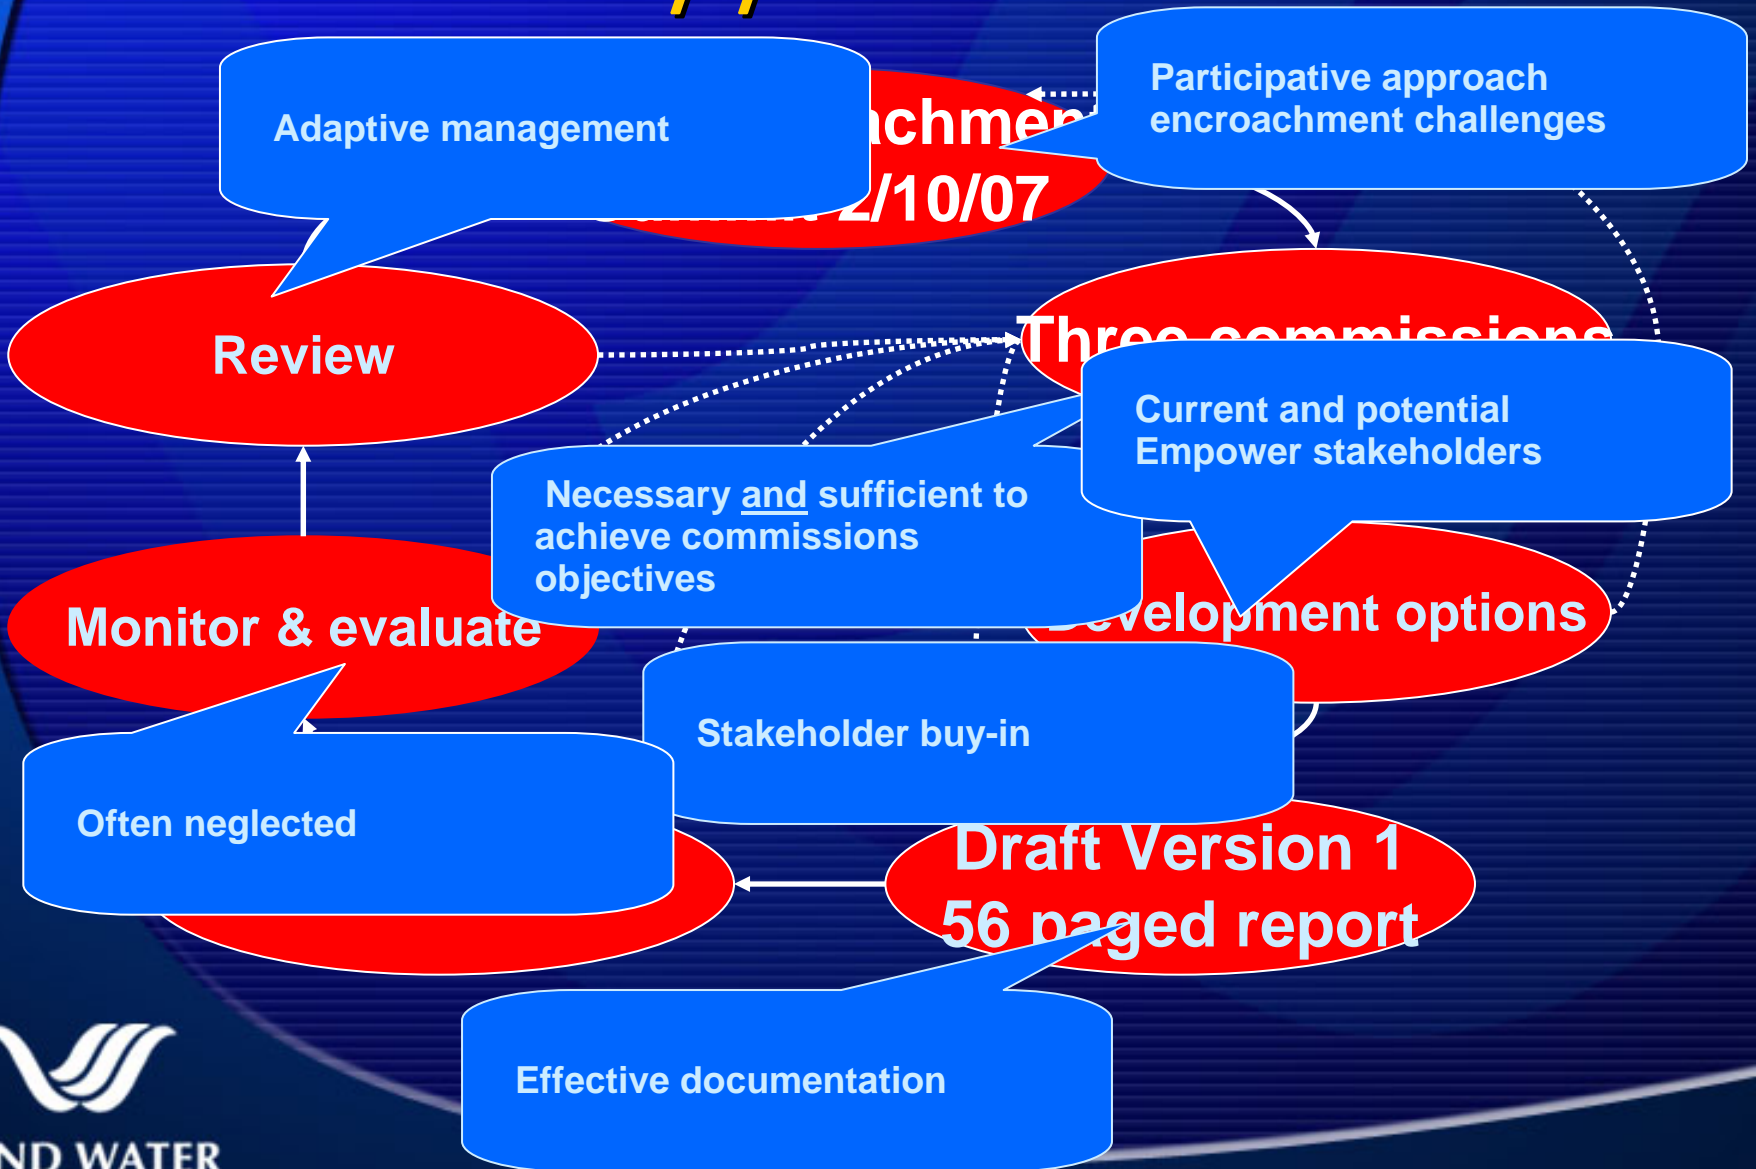 Adaptive management
Participative approach
encroachment challenges
2/10/07
Review
Three commissions
Current and potential
Empower stakeholders
Necessary and sufficient to
achieve commissions
objectives
Monitor & evaluate
options
Stakeholder buy-in
Often neglected
Draft Version 1
56 paged report
Effective documentation
WATER